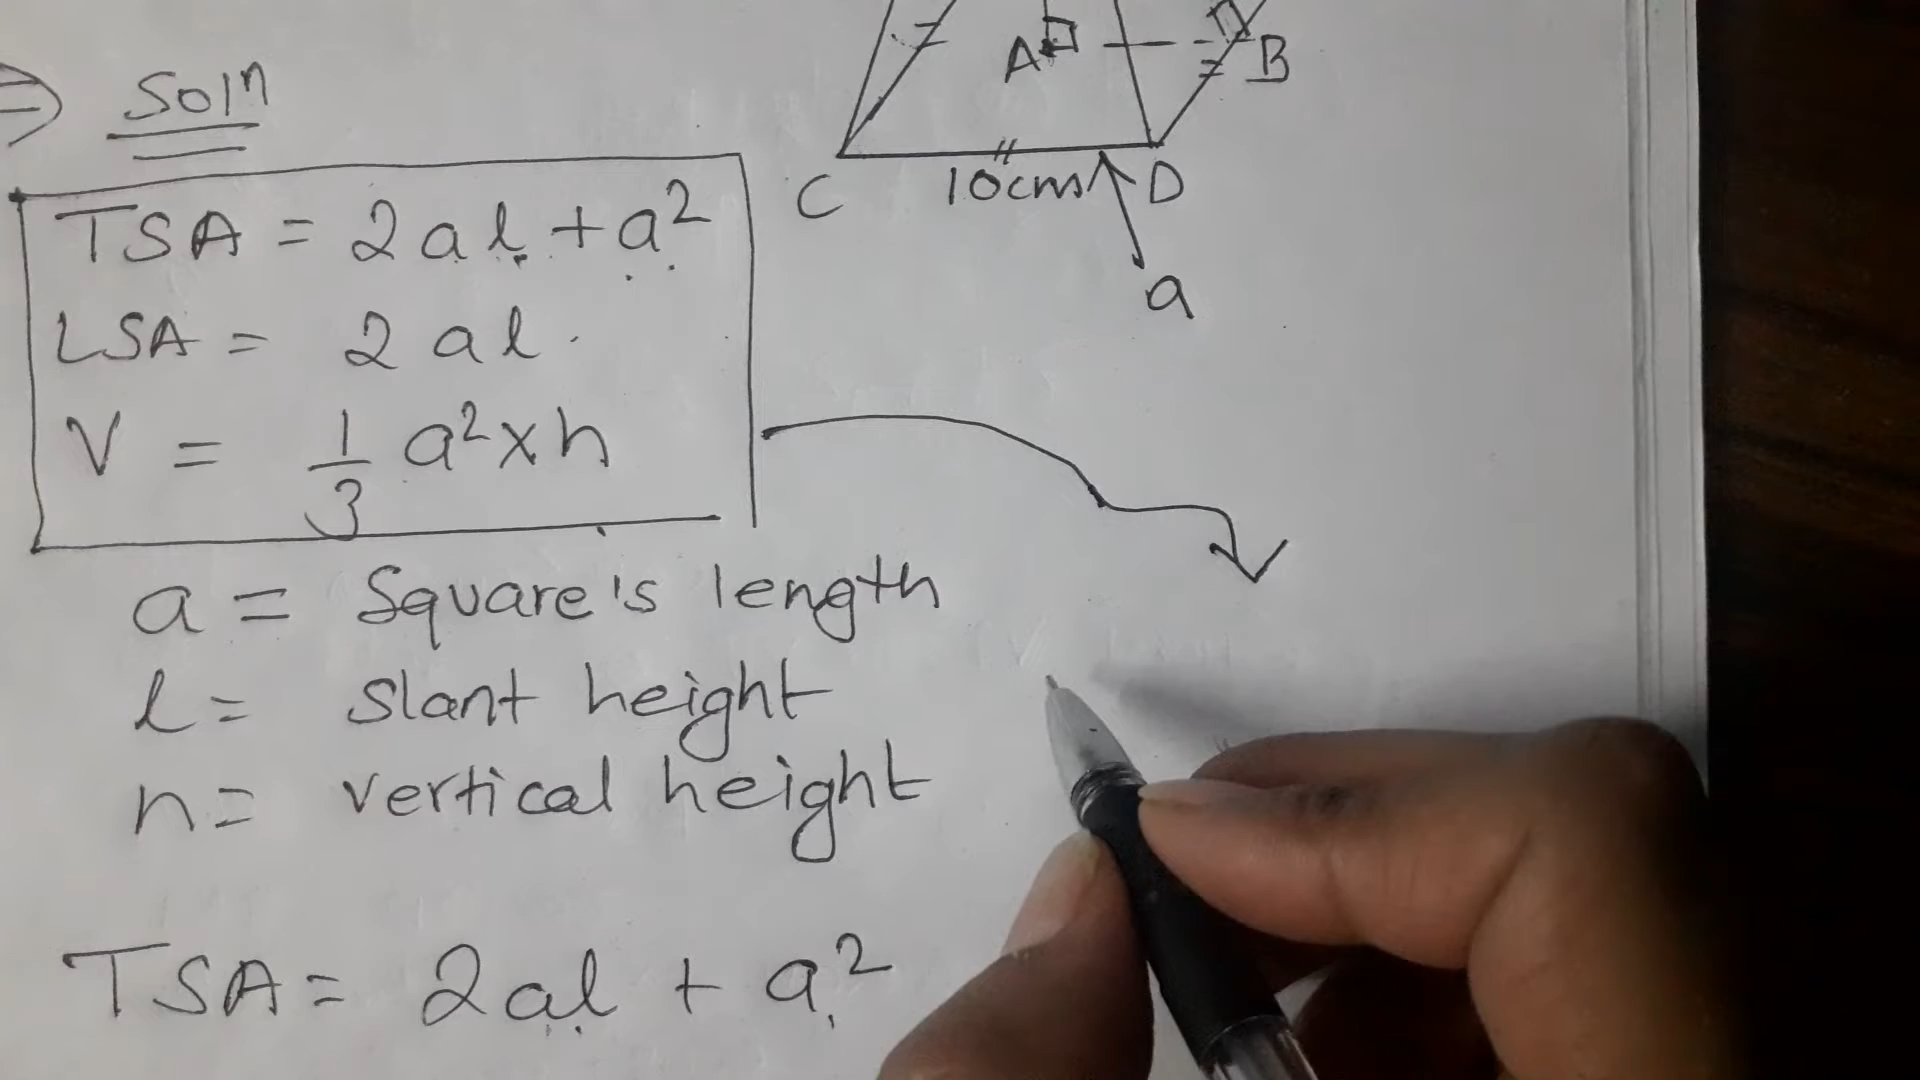 A
B
⇒ Soln
C 10cm D
a
TSA = 2al + a²
LSA = 2al.
V = 1/3 a² x h
a = Square's length
l = slant height
h = vertical height
TSA = 2al + a²